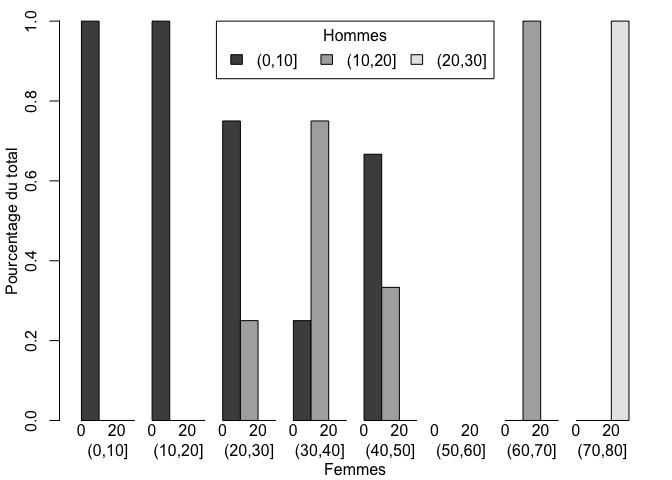 Hommes
(0,10] (10,20] (20,30]
Pourcentage du total
1.0
0.8
0.6
0.4
0.2
0.0
0 20 0 20 0 20 0 20 0 20 0 20 0 20 0 20
(0,10] (10,20] (20,30] (30,40] (40,50] (50,60] (60,70] (70,80]
Femmes